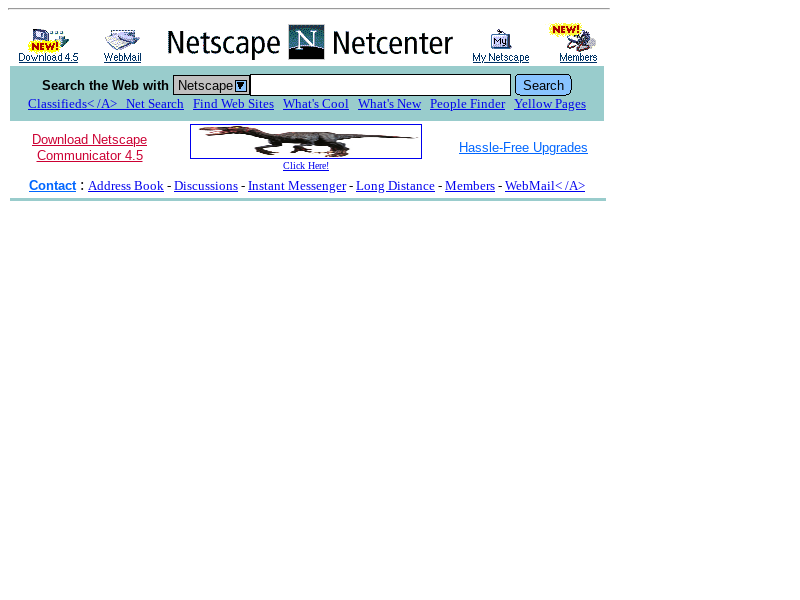 NEW! NEW!
Download 4.5 WebMail Netscape N Netcenter My My Netscape Members
Search the Web with Netscape Search
Classifieds< /A> Net Search Find Web Sites What's Cool What's New People Finder Yellow Pages
Download Netscape
Communicator 4.5
Click Here!
Hassle-Free Upgrades
Contact : Address Book - Discussions - Instant Messenger - Long Distance - Members - WebMail< /A>